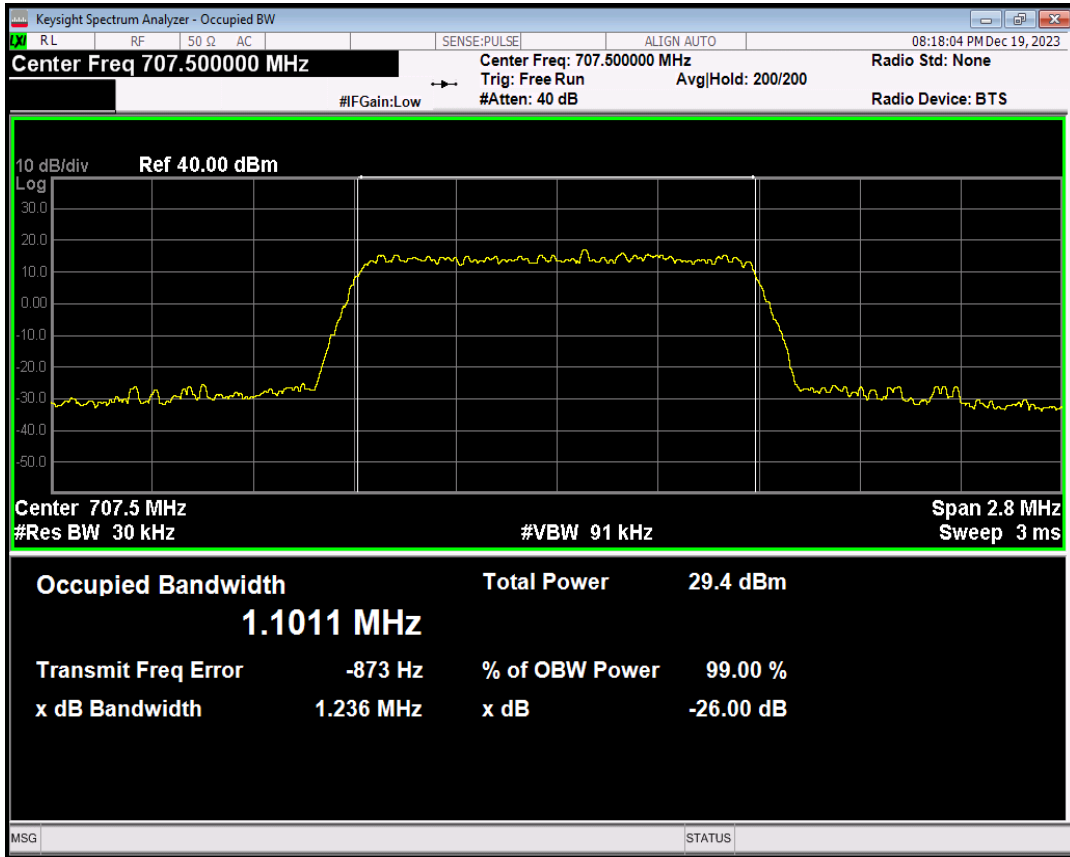 Keysight Spectrum Analyzer - Occupied BW
LXI RL RF 50 Ω AC SENSE:PULSE ALIGN AUTO 08:18:04 PM Dec 19, 2023
Center Freq 707.500000 MHz Center Freq: 707.500000 MHz Radio Std: None
Trig: Free Run Avg|Hold: 200/200
#IFGain:Low #Atten: 40 dB Radio Device: BTS
10 dB/div Ref 40.00 dBm
Log
30.0
20.0
10.0
0.00
-10.0
-20.0
-30.0
-40.0
-50.0
Center 707.5 MHz Span 2.8 MHz
#Res BW 30 kHz #VBW 91 kHz Sweep 3 ms
Occupied Bandwidth Total Power 29.4 dBm
1.1011 MHz
Transmit Freq Error -873 Hz % of OBW Power 99.00 %
x dB Bandwidth 1.236 MHz x dB -26.00 dB
MSG STATUS